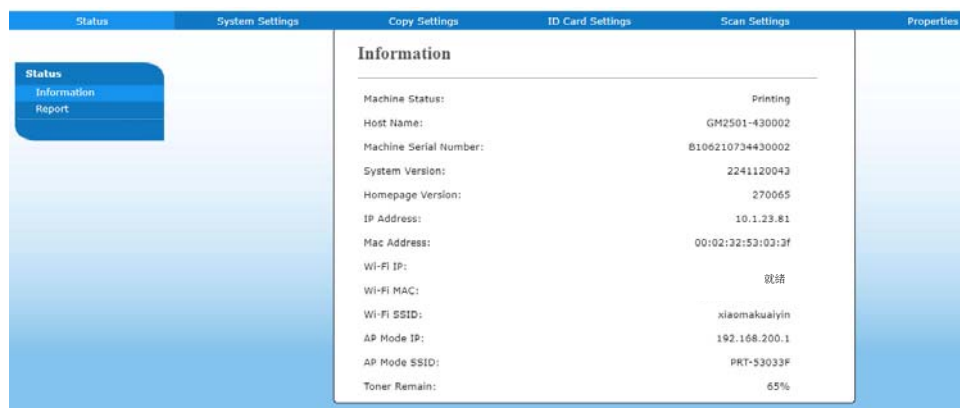 Status System Settings Copy Settings ID Card Settings Scan Settings Properties
Information
Status
Information
Report
Machine Status: Printing
Host Name: GM2501-430002
Machine Serial Number: B106210734430002
System Version: 2241120043
Homepage Version: 270065
IP Address: 10.1.23.81
Mac Address: 00:02:32:53:03:3f
Wi-Fi IP:
就绪
Wi-Fi MAC:
Wi-Fi SSID: xiaomakuaiyin
AP Mode IP: 192.168.200.1
AP Mode SSID: PRT-53033F
Toner Remain: 65%